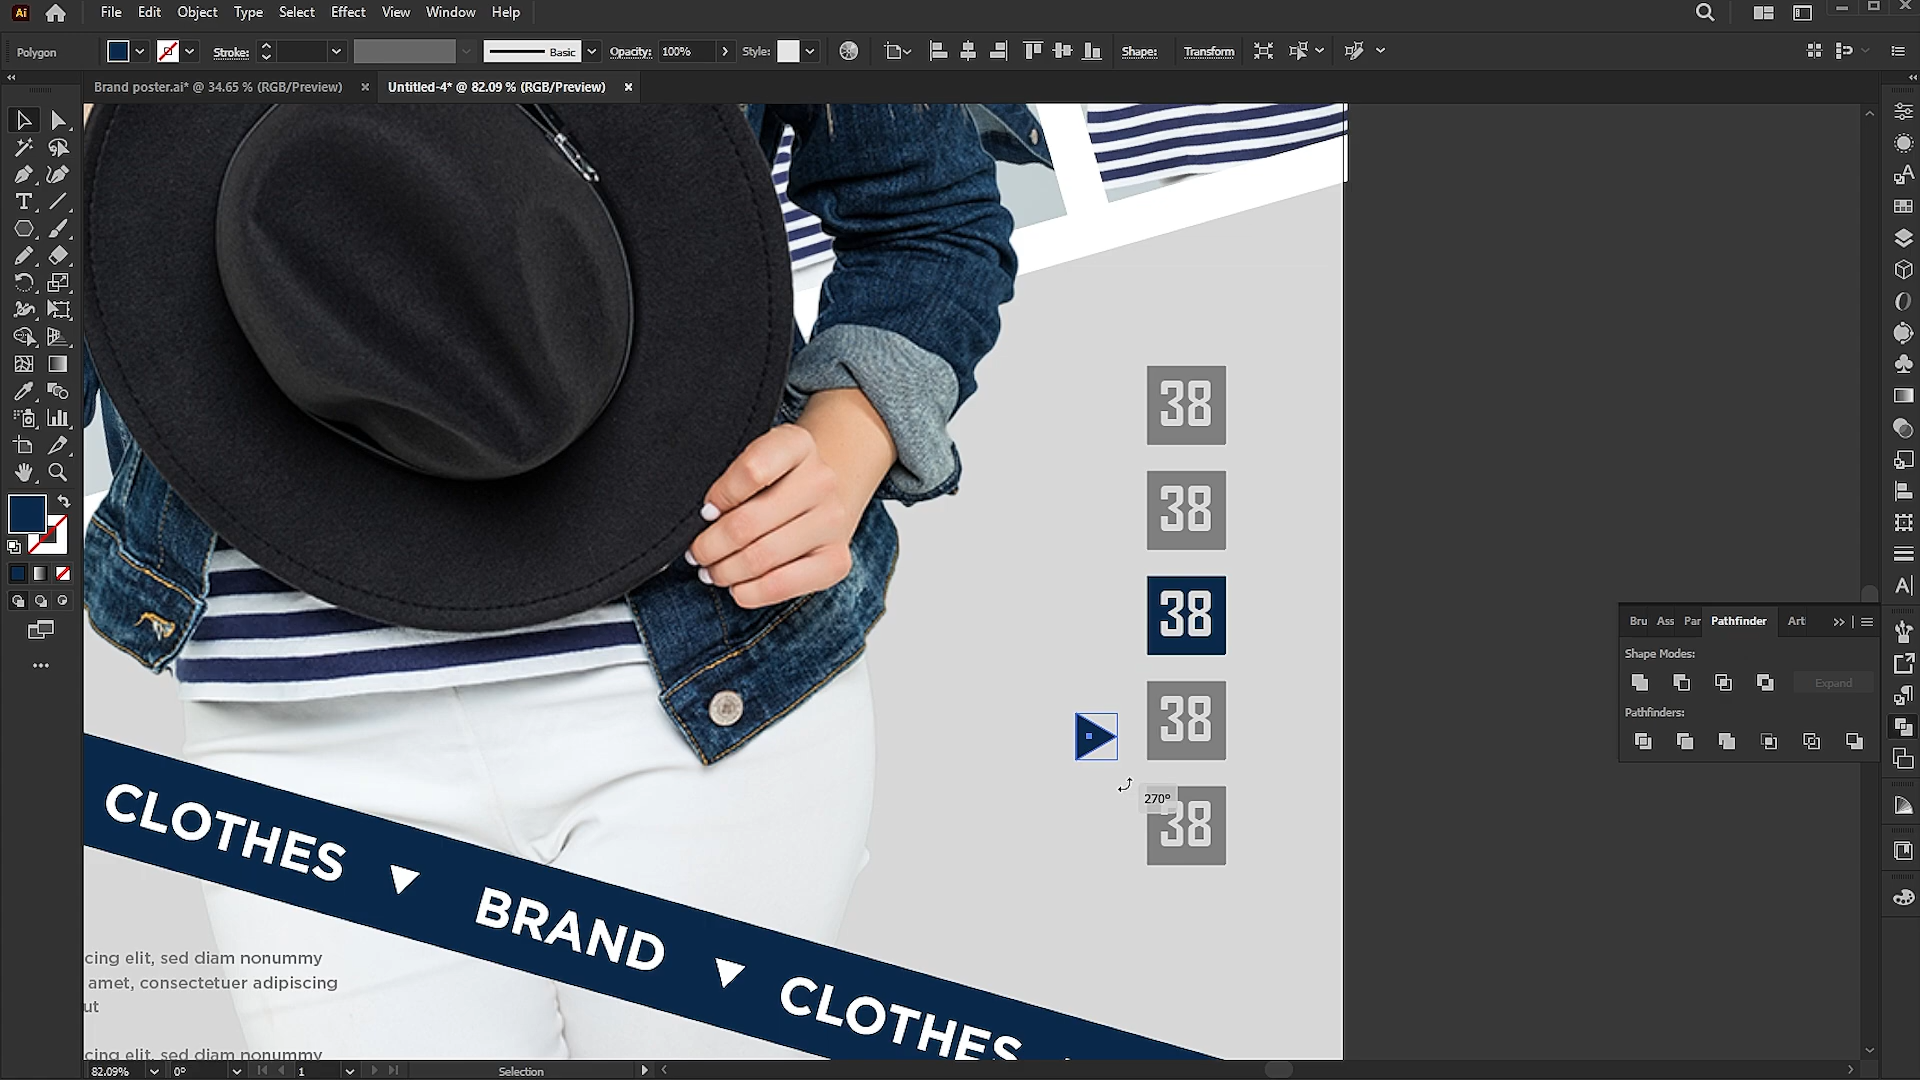 Ai File Edit Select Type Select Effect View Window Help
Polygon Stroke: Basic Opacity: 100% Style: Shape: Transform
Brand poster.ai* @ 34.65 % (RGB/Preview) × Untitled-4* @ 82.09 % (RGB/Preview) ×
38
38
38
38
270°
38
Bru Ass Par Pathfinder Art
Shape Modes:
Expand
Pathfinders:
CLOTHES BRAND CLOTHES
cing elit, sed diam nonummy
amet, consectetuer adipiscing
ut
cing elit, sed diam nonummy
82.09% 0° 1 Selection